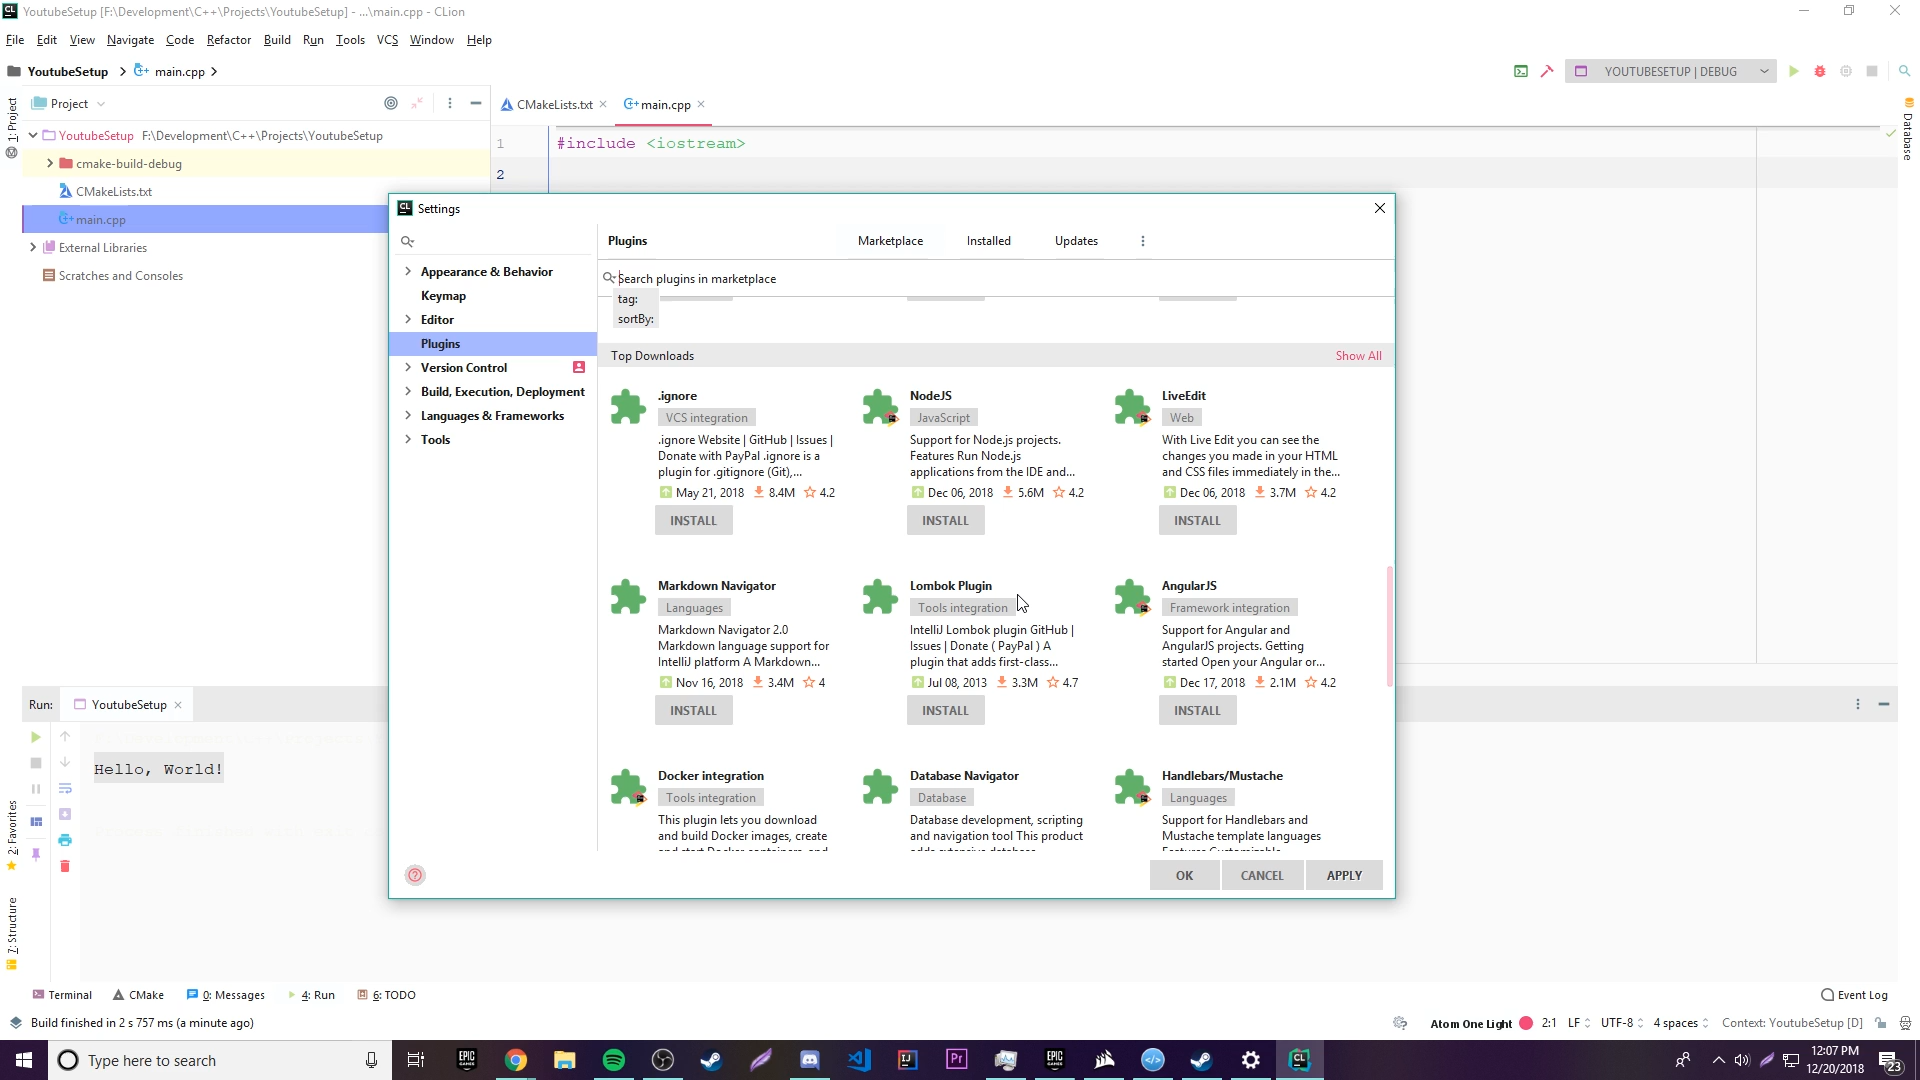 YoutubeSetup [F:\Development\C++\Projects\YoutubeSetup] - ...\main.cpp - CLion
File Edit View Navigate Code Refactor Build Run Tools VCS Window Help
YoutubeSetup main.cpp
YOUTUBESETUP | DEBUG
1: Project
Project
CMakeLists.txt
main.cpp
YoutubeSetup F:\Development\C++\Projects\YoutubeSetup
cmake-build-debug
CMakeLists.txt
main.cpp
External Libraries
Scratches and Consoles
1 #include <iostream>
2
Database
Settings
Appearance & Behavior
Keymap
Editor
Plugins
Version Control
Build, Execution, Deployment
Languages & Frameworks
Tools
Plugins Marketplace Installed Updates
Search plugins in marketplace
tag:
sortBy:
Top Downloads Show All
.ignore
VCS integration
.ignore Website | GitHub | Issues |
Donate with PayPal .ignore is a
plugin for .gitignore (Git),...
May 21, 2018 8.4M 4.2
INSTALL
NodeJS
JavaScript
Support for Node.js projects.
Features Run Node.js
applications from the IDE and...
Dec 06, 2018 5.6M 4.2
INSTALL
LiveEdit
Web
With Live Edit you can see the
changes you made in your HTML
and CSS files immediately in the...
Dec 06, 2018 3.7M 4.2
INSTALL
Markdown Navigator
Languages
Markdown Navigator 2.0
Markdown language support for
IntelliJ platform A Markdown...
Nov 16, 2018 3.4M 4
INSTALL
Lombok Plugin
Tools integration
IntelliJ Lombok plugin GitHub |
Issues | Donate ( PayPal ) A
plugin that adds first-class...
Jul 08, 2013 3.3M 4.7
INSTALL
AngularJS
Framework integration
Support for Angular and
AngularJS projects. Getting
started Open your Angular or...
Dec 17, 2018 2.1M 4.2
INSTALL
Docker integration
Tools integration
This plugin lets you download
and build Docker images, create
and start Docker containers, and
Database Navigator
Database
Database development, scripting
and navigation tool This product
adds extensive database
Handlebars/Mustache
Languages
Support for Handlebars and
Mustache template languages
OK CANCEL APPLY
Run: YoutubeSetup
Hello, World!
2: Favorites
7: Structure
Terminal CMake 0: Messages 4: Run 6: TODO Event Log
Build finished in 2 s 757 ms (a minute ago) Atom One Light 2:1 LF UTF-8 4 spaces Context: YoutubeSetup [D]
Type here to search
12:07 PM
12/20/2018
23